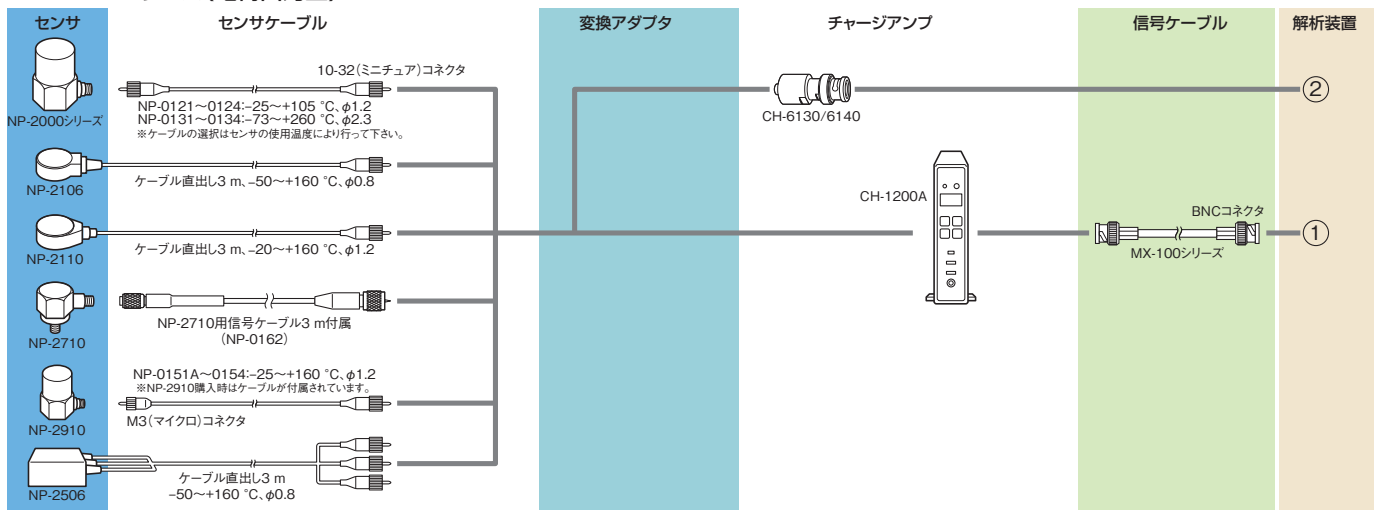 センサ
センサケーブル
変換アダプタ
チャージアンプ
信号ケーブル
解析装置
10-32(ミニチュア)コネクタ
NP-2000シリーズ
NP-0121～0124:–25～+105 °C、φ1.2
NP-0131～0134:–73～+260 °C、φ2.3
※ケーブルの選択はセンサの使用温度により行って下さい。
CH-6130/6140
②
NP-2106
ケーブル直出し3 m、–50～+160 °C、φ0.8
CH-1200A
NP-2110
ケーブル直出し3 m、–20～+160 °C、φ1.2
BNCコネクタ
MX-100シリーズ
①
NP-2710
NP-2710用信号ケーブル3 m付属
(NP-0162)
NP-2910
NP-0151A～0154:–25～+160 °C、φ1.2
※NP-2910購入時はケーブルが付属されています。
M3(マイクロ)コネクタ
NP-2506
ケーブル直出し3 m
–50～+160 °C、φ0.8